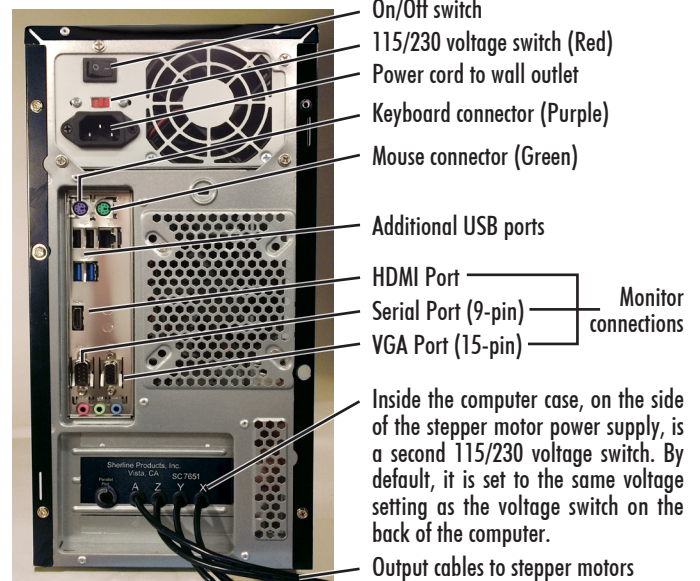 On/Off switch
115/230 voltage switch (Red)
Power cord to wall outlet
Keyboard connector (Purple)
Mouse connector (Green)
Additional USB ports
HDMI Port
Serial Port (9-pin)
VGA Port (15-pin)
Monitor
connections
Inside the computer case, on the side
of the stepper motor power supply, is
a second 115/230 voltage switch. By
default, it is set to the same voltage
setting as the voltage switch on the
back of the computer.
Output cables to stepper motors
Sherline Products, Inc.
Vista, CA
SC7651
Parallel
Port
A Z Y X